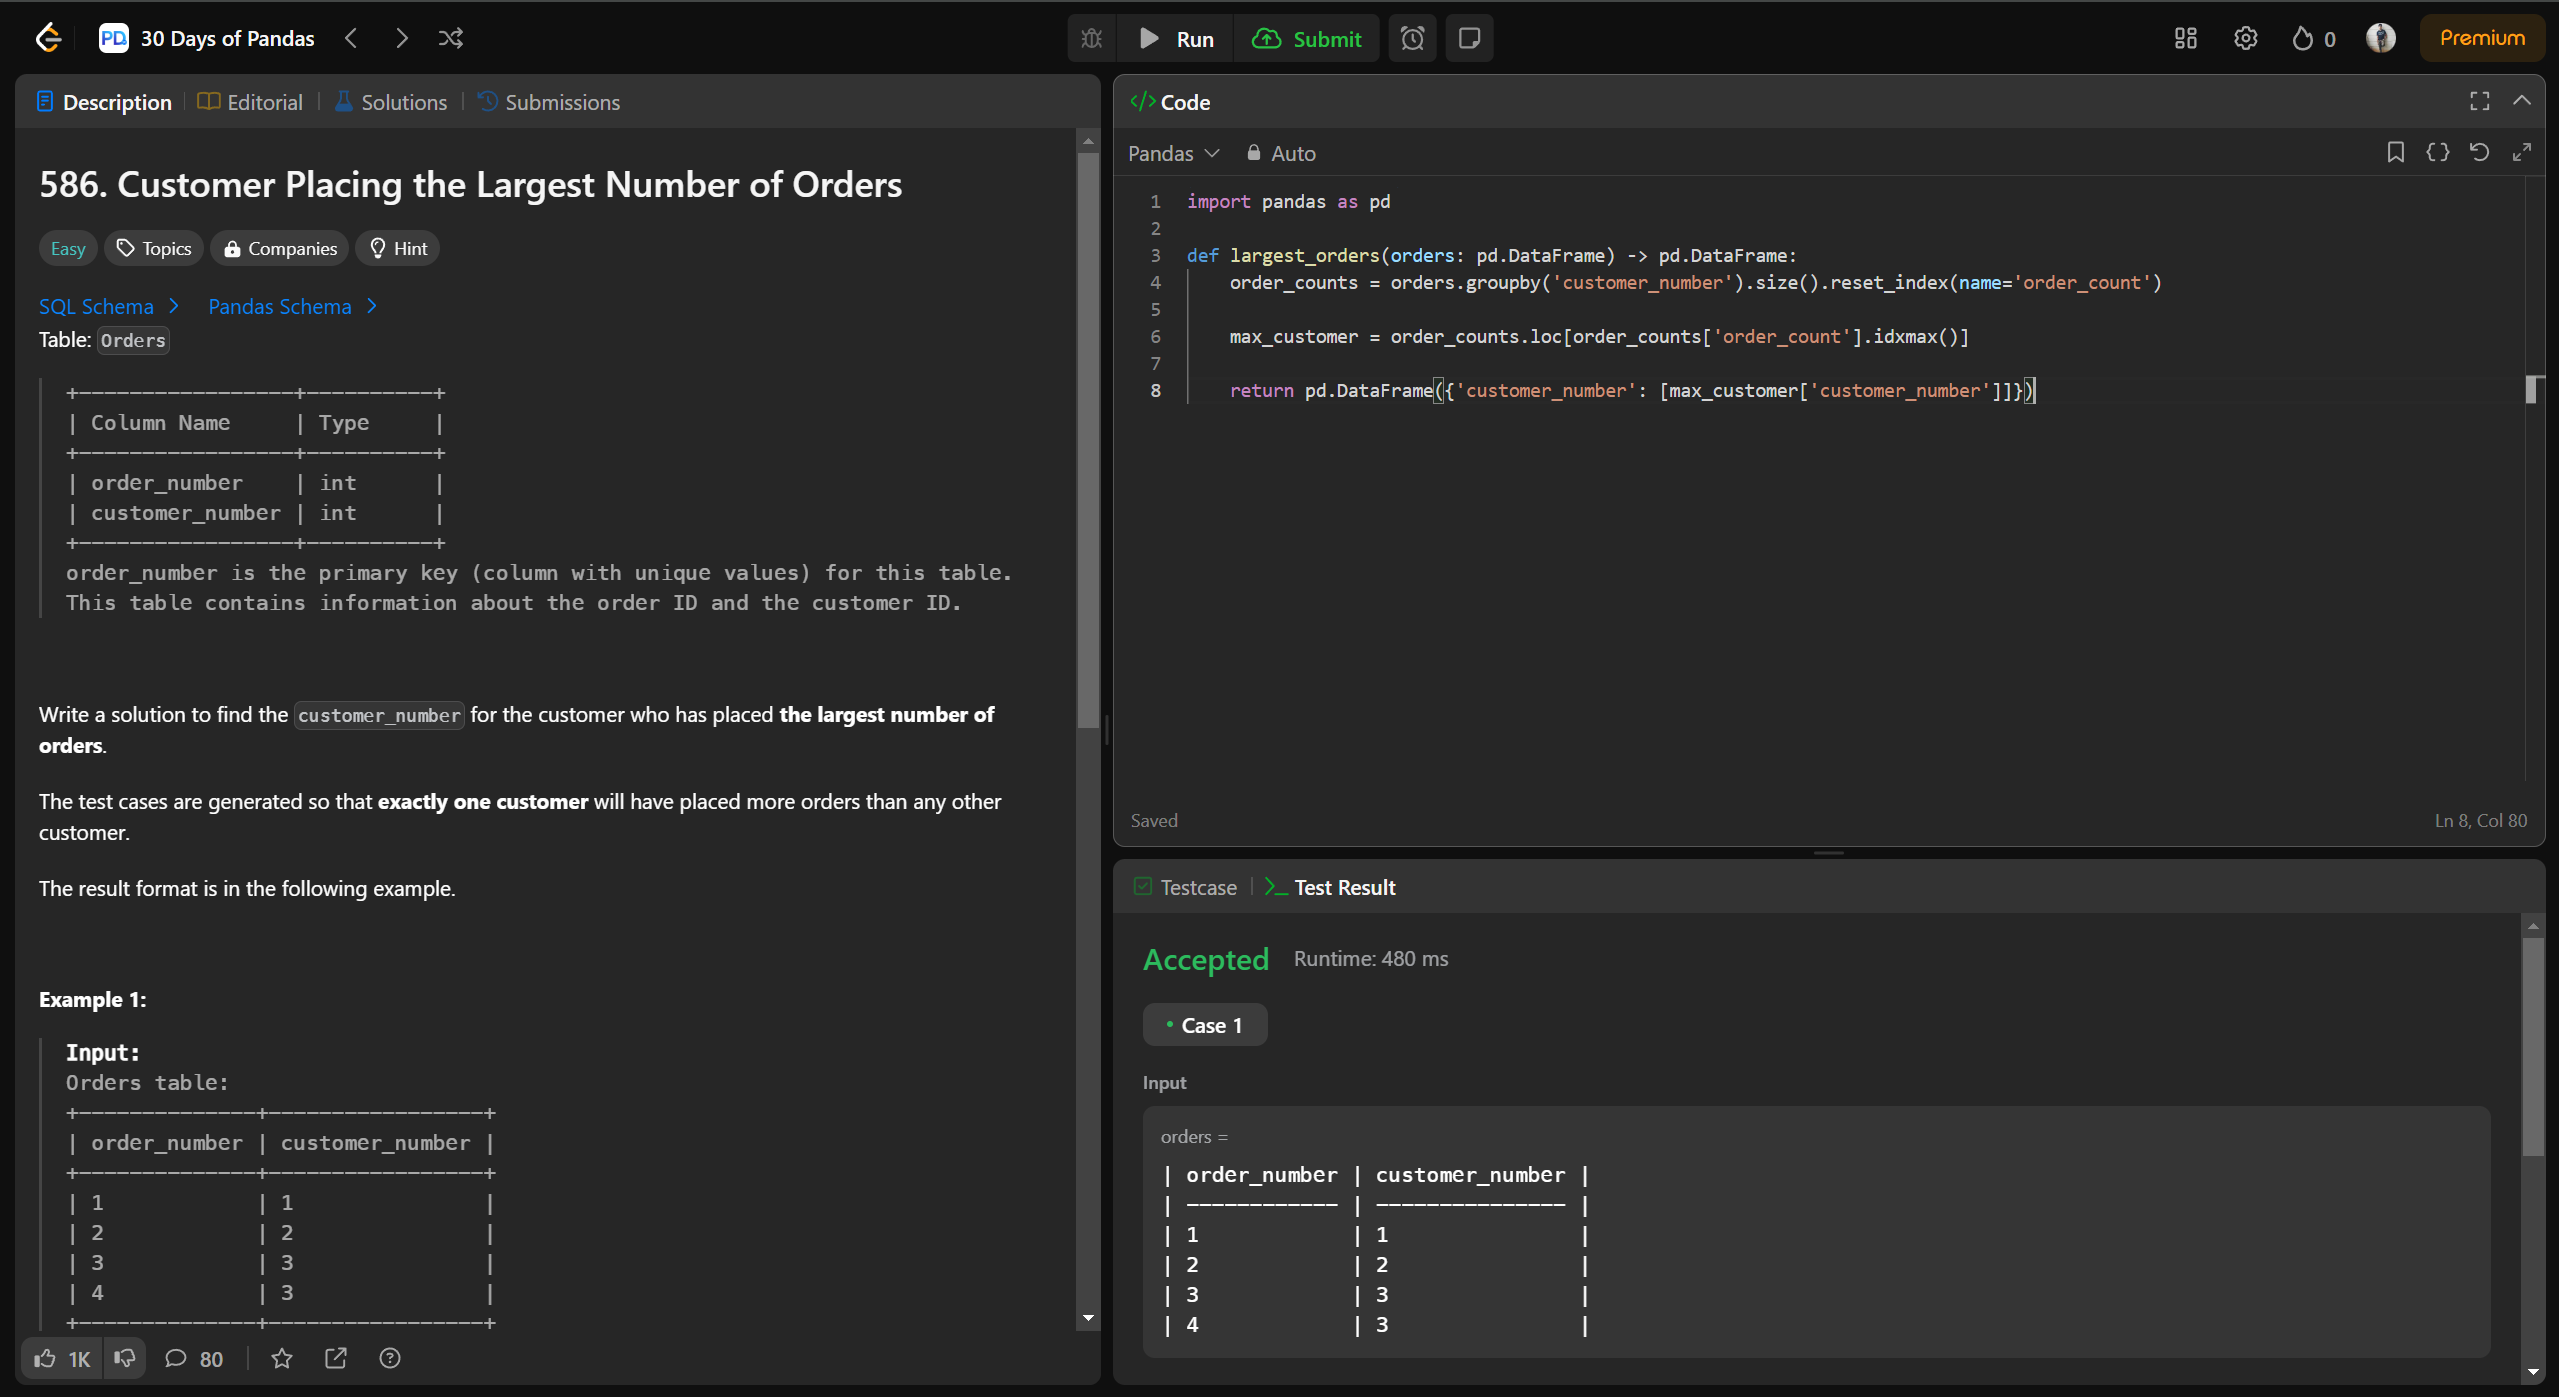 PD 30 Days of Pandas
Run
Submit
0
Premium
Description
Editorial
Solutions
Submissions
586. Customer Placing the Largest Number of Orders
Easy
Topics
Companies
Hint
SQL Schema
Pandas Schema
Table: Orders
+-----------------+----------+
| Column Name     | Type     |
+-----------------+----------+
| order_number    | int      |
| customer_number | int      |
+-----------------+----------+
order_number is the primary key (column with unique values) for this table.
This table contains information about the order ID and the customer ID.
Write a solution to find the customer_number for the customer who has placed the largest number of
orders.
The test cases are generated so that exactly one customer will have placed more orders than any other
customer.
The result format is in the following example.
Example 1:
Input:
Orders table:
+--------------+-----------------+
| order_number | customer_number |
+--------------+-----------------+
| 1            | 1               |
| 2            | 2               |
| 3            | 3               |
| 4            | 3               |
+--------------+-----------------+
1K
80
</> Code
Pandas
Auto
1 import pandas as pd
2
3 def largest_orders(orders: pd.DataFrame) -> pd.DataFrame:
4     order_counts = orders.groupby('customer_number').size().reset_index(name='order_count')
5
6     max_customer = order_counts.loc[order_counts['order_count'].idxmax()]
7
8     return pd.DataFrame({'customer_number': [max_customer['customer_number']]})
Saved
Ln 8, Col 80
Testcase
Test Result
Accepted
Runtime: 480 ms
• Case 1
Input
orders =
| order_number | customer_number |
| ------------ | --------------- |
| 1            | 1               |
| 2            | 2               |
| 3            | 3               |
| 4            | 3               |